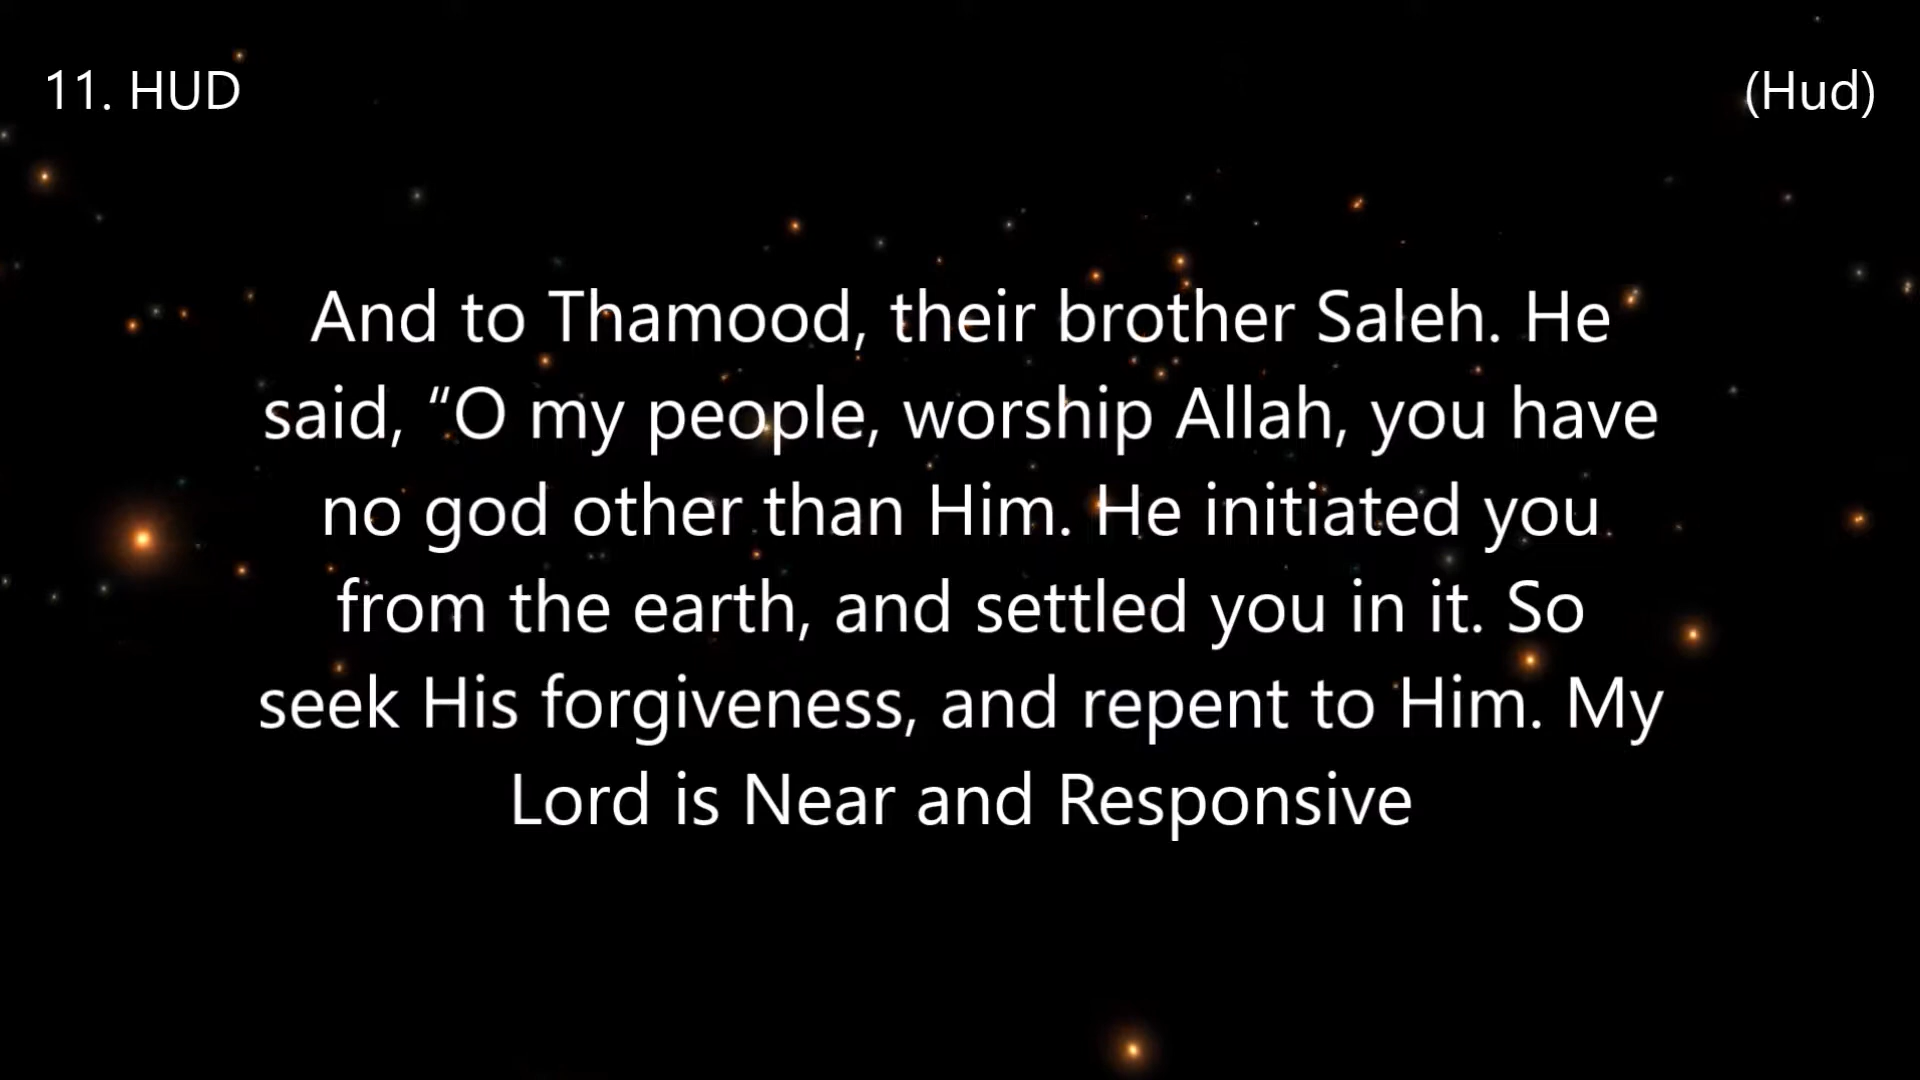 11. HUD
(Hud)
And to Thamood, their brother Saleh. He
said, “O my people, worship Allah, you have
no god other than Him. He initiated you
from the earth, and settled you in it. So
seek His forgiveness, and repent to Him. My
Lord is Near and Responsive